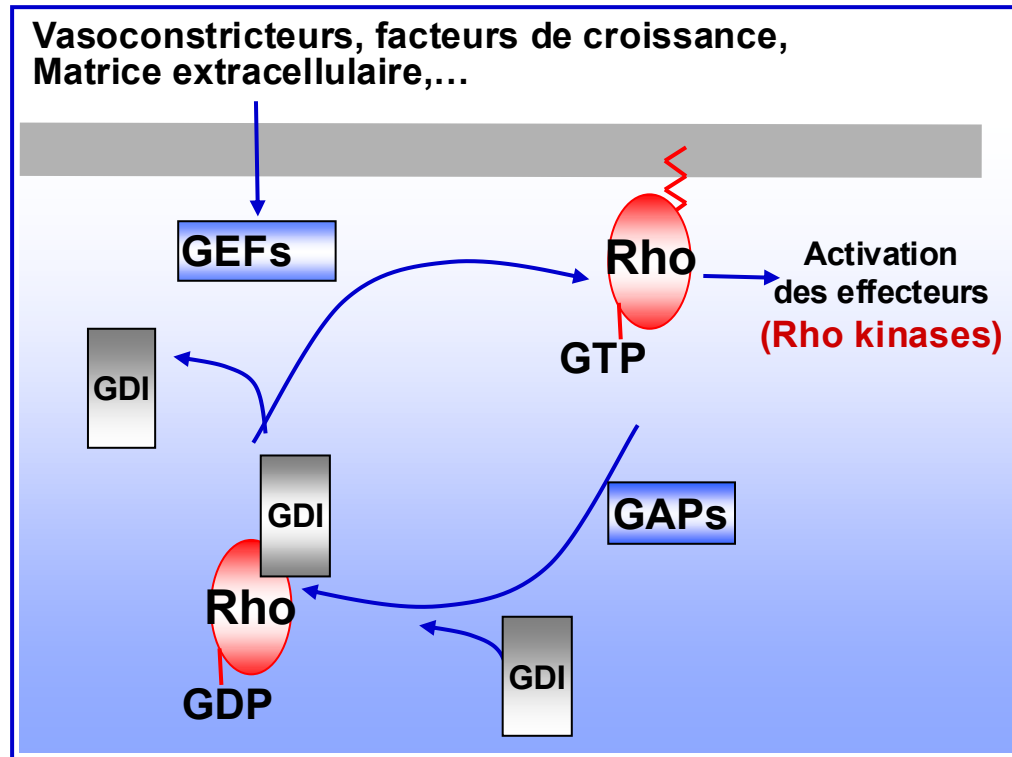 Vasoconstricteurs, facteurs de croissance,
Matrice extracellulaire,...
GEFs
Rho
GTP
Activation
des effecteurs
(Rho kinases)
GDI
GDI
GAPs
Rho
GDP
GDI